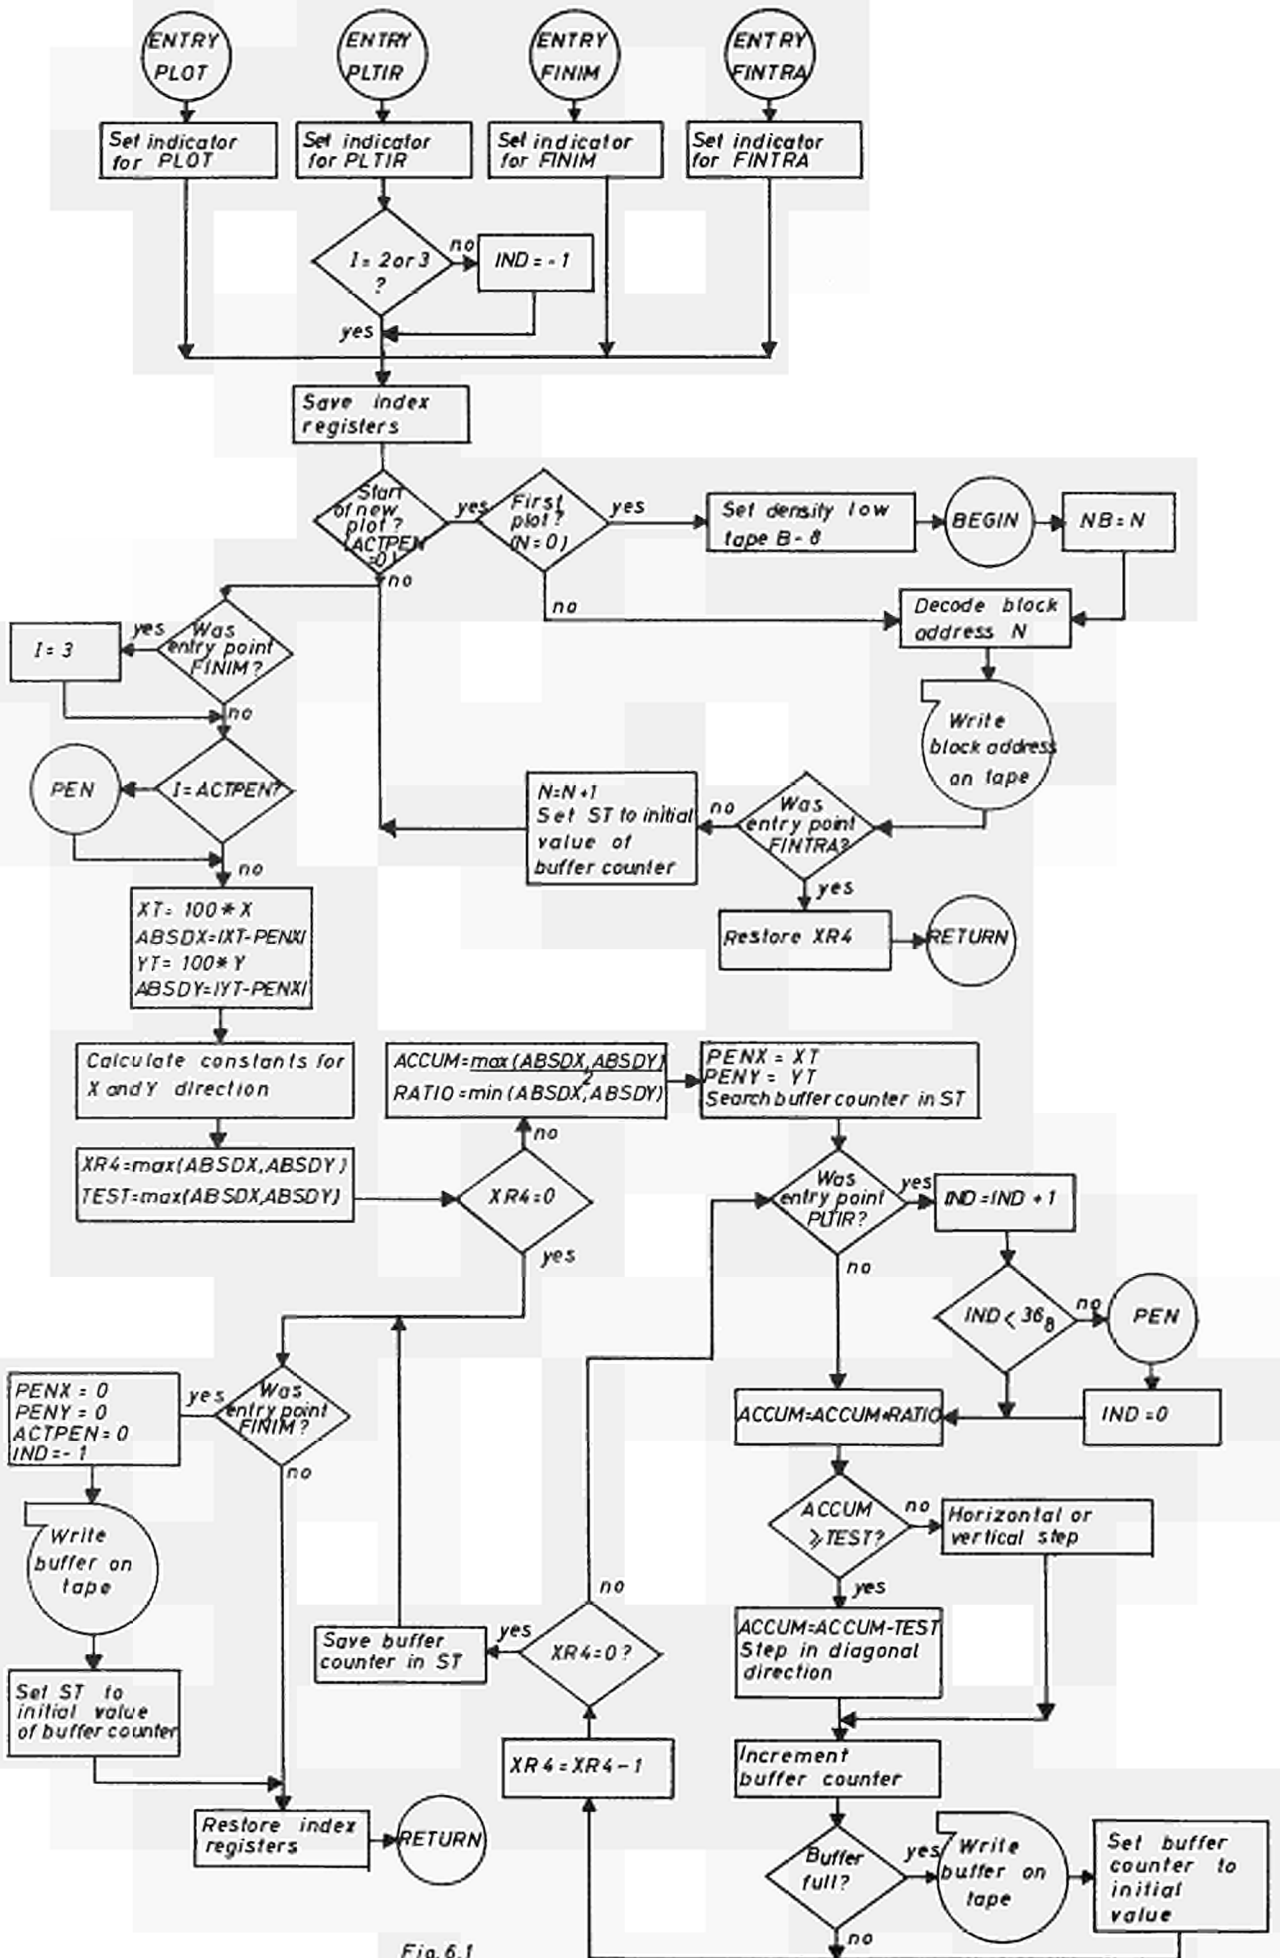 ENTRY
PLOT
ENTRY
PLTIR
ENTRY
FINIM
ENTRY
FINTRA
Set indicator
for PLOT
Set indicator
for PLTIR
Set indicator
for FINIM
Set indicator
for FINTRA
I = 2 or 3
?
no
IND = - 1
yes
Save index
registers
Start
of new
plot?
(ACTPEN
=0)
yes
First
plot?
(N=0)
yes
Set density low
tape B-8
BEGIN
NB = N
no
no
Decode block
address N
Was
entry point
FINIM?
yes
I = 3
no
Write
block address
on tape
PEN
I=ACTPEN?
no
N=N+1
Set ST to initial
value of
buffer counter
no
Was
entry point
FINTRA?
yes
Restore XR4
RETURN
XT= 100 * X
ABSDX=|XT-PENX|
YT= 100 * Y
ABSDY=|YT-PENX|
Calculate constants for
X and Y direction
ACCUM=max(ABSDX,ABSDY)
2
RATIO=min(ABSDX,ABSDY)
PENX = XT
PENY = YT
Search buffer counter in ST
no
XR4=max(ABSDX,ABSDY)
TEST=max(ABSDX,ABSDY)
XR4=0
yes
Was
entry point
PLTIR?
yes
IND=IND +1
no
IND < 36 8
no
PEN
PENX = 0
PENY = 0
ACTPEN = 0
IND=-1
yes
Was
entry point
FINIM?
no
ACCUM=ACCUM+RATIO
IND =0
Write
buffer on
tape
ACCUM
≥TEST?
no
Horizontal or
vertical step
yes
no
Save buffer
counter in ST
yes
XR4=0?
ACCUM=ACCUM-TEST
Step in diagonal
direction
Set ST to
initial value
of buffer counter
XR4=XR4-1
Increment
buffer counter
Restore index
registers
RETURN
Buffer
full?
yes
Write
buffer on
tape
Set buffer
counter to
initial
value
no
Fig. 6.1